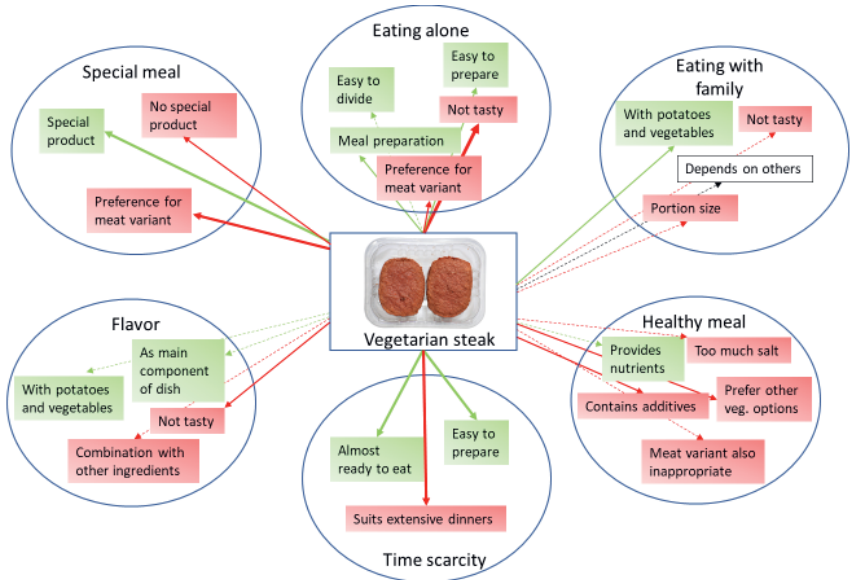 Special meal
Special
product
No special
product
Preference for
meat variant
Eating alone
Easy to
divide
Easy to
prepare
Not tasty
Meal preparation
Preference for
meat variant
Eating with
family
With potatoes
and vegetables
Not tasty
Depends on others
Portion size
Vegetarian steak
Flavor
As main
component
of dish
With potatoes
and vegetables
Not tasty
Combination with
other ingredients
Almost
ready to eat
Easy to
prepare
Suits extensive dinners
Time scarcity
Healthy meal
Provides
nutrients
Too much salt
Prefer other
veg. options
Contains additives
Meat variant also
inappropriate